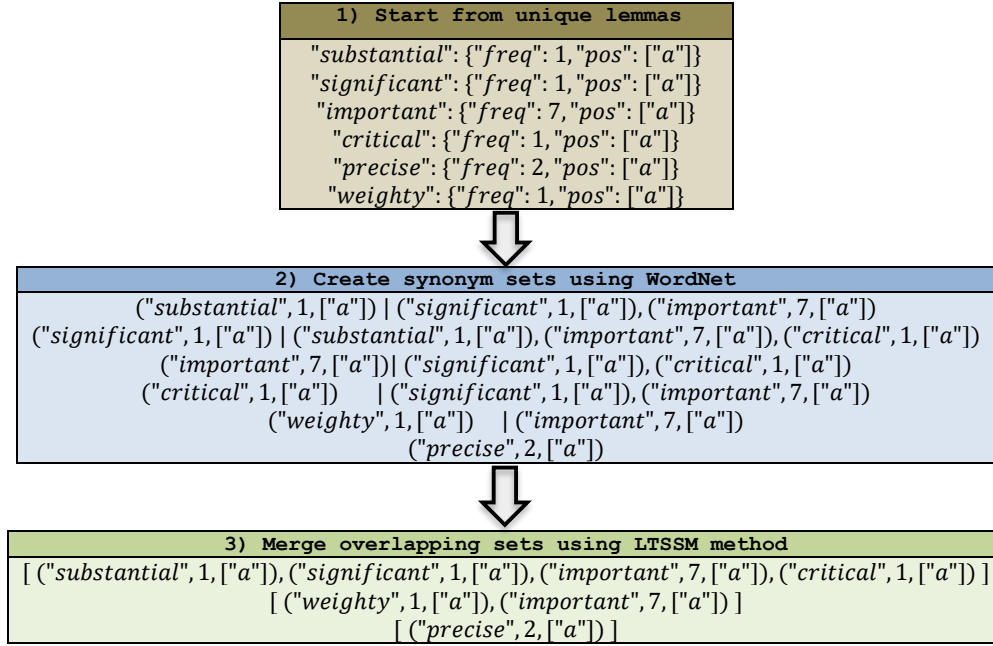 1) Start from unique lemmas
"substantial": {"freq": 1, "pos": ["a"]}
"significant": {"freq": 1, "pos": ["a"]}
"important": {"freq": 7, "pos": ["a"]}
"critical": {"freq": 1, "pos": ["a"]}
"precise": {"freq": 2, "pos": ["a"]}
"weighty": {"freq": 1, "pos": ["a"]}
2) Create synonym sets using WordNet
("substantial", 1, ["a"]) | ("significant", 1, ["a"]), ("important", 7, ["a"])
("significant", 1, ["a"]) | ("substantial", 1, ["a"]), ("important", 7, ["a"]), ("critical", 1, ["a"])
("important", 7, ["a"])| ("significant", 1, ["a"]), ("critical", 1, ["a"])
("critical", 1, ["a"]) | ("significant", 1, ["a"]), ("important", 7, ["a"])
("weighty", 1, ["a"]) | ("important", 7, ["a"])
("precise", 2, ["a"])
3) Merge overlapping sets using LTSSM method
[ ("substantial", 1, ["a"]), ("significant", 1, ["a"]), ("important", 7, ["a"]), ("critical", 1, ["a"]) ]
[ ("weighty", 1, ["a"]), ("important", 7, ["a"]) ]
[ ("precise", 2, ["a"]) ]